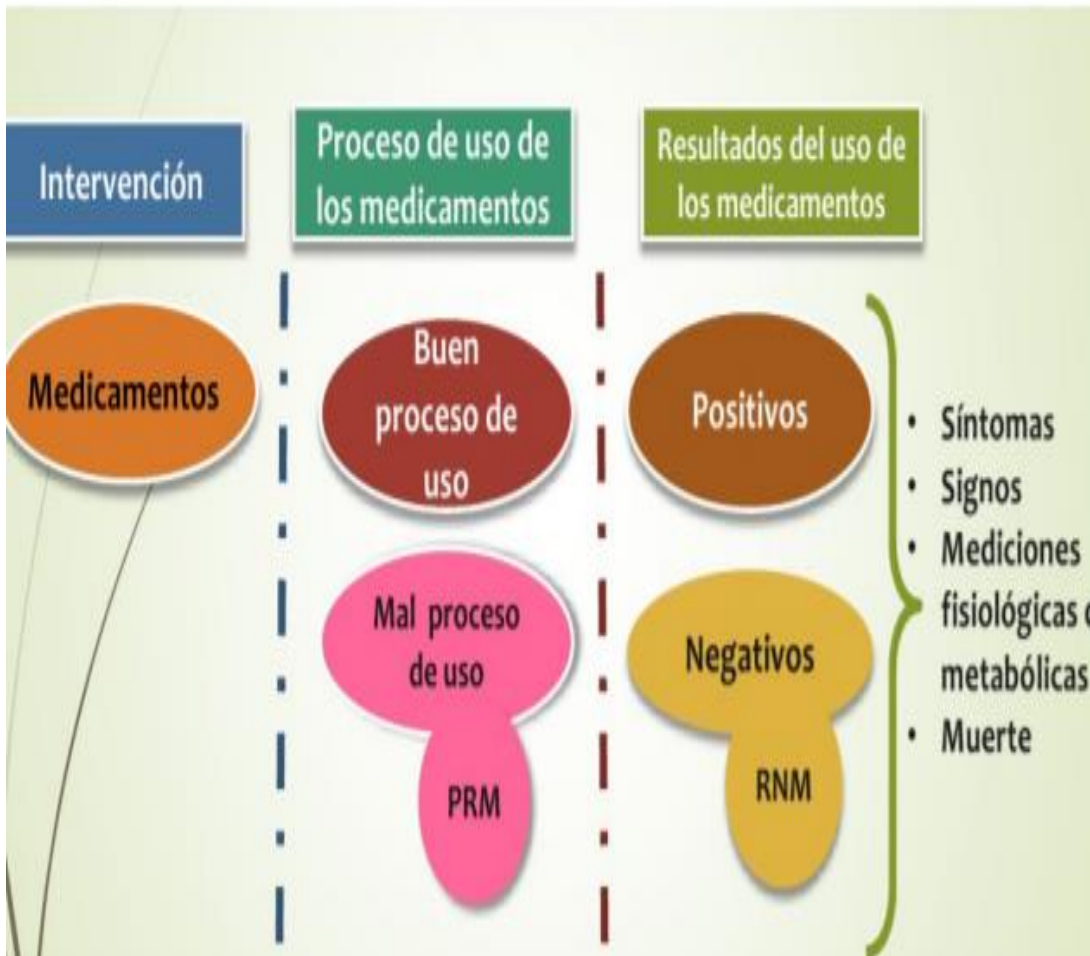 Intervención
Proceso de uso de
los medicamentos
Resultados del uso de
los medicamentos
Medicamentos
Buen
proceso de
uso
Mal proceso
de uso
PRM
Positivos
Negativos
RNM
• Síntomas
• Signos
• Mediciones
fisiológicas
metabólicas
• Muerte